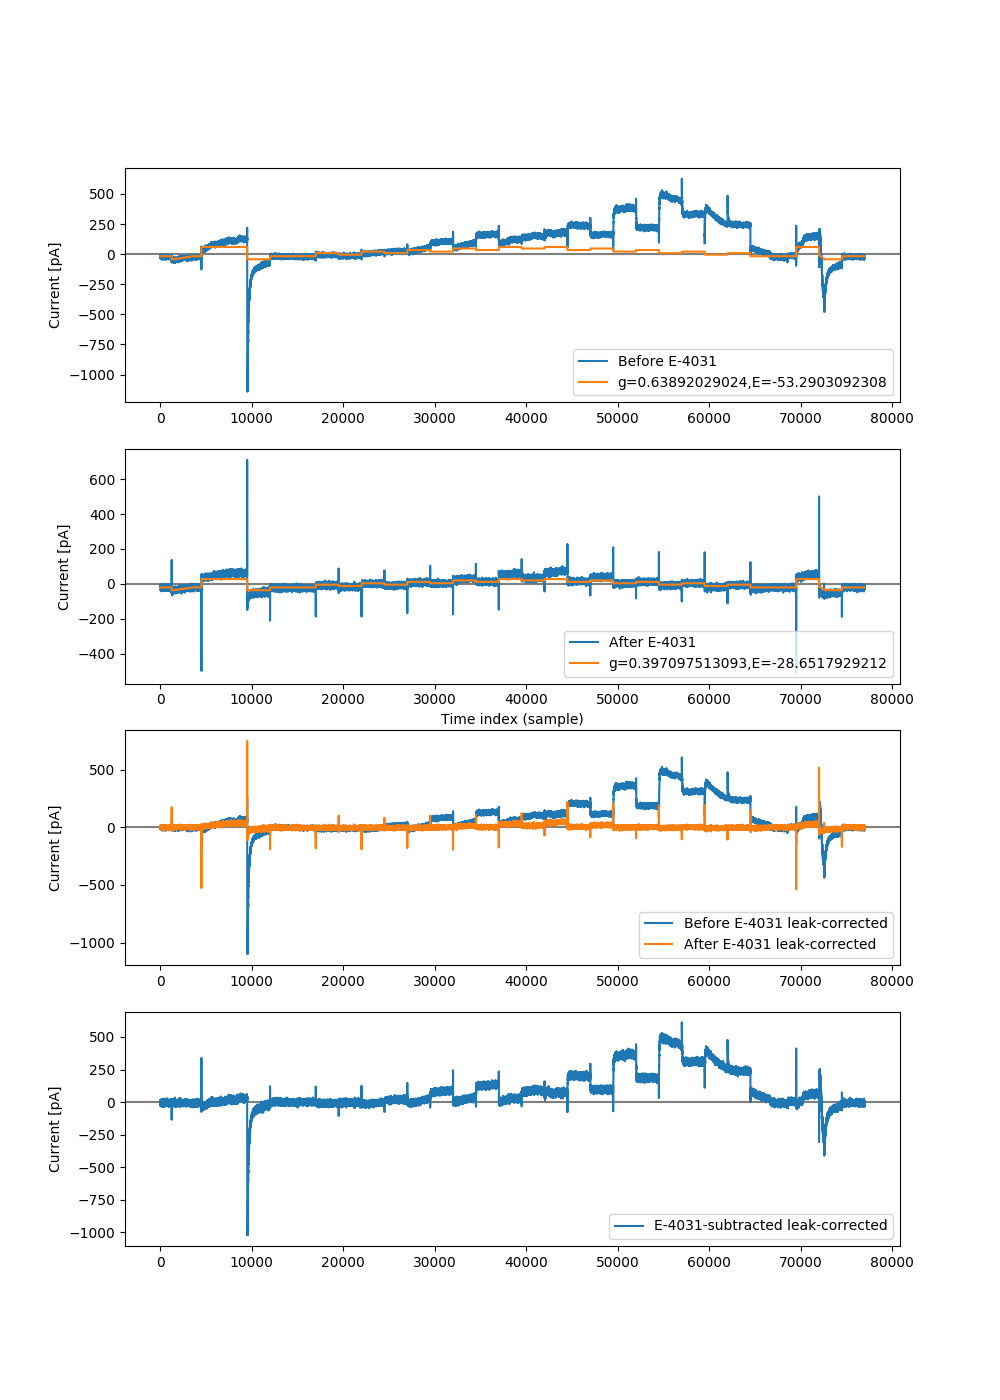 500
250
0
−250
−500
−750
−1000
Current [pA]
Before E-4031
g=0.63892029024,E=-53.2903092308
0 10000 20000 30000 40000 50000 60000 70000 80000
600
400
200
0
−200
−400
Current [pA]
After E-4031
g=0.397097513093,E=-28.6517929212
0 10000 20000 30000 40000 50000 60000 70000 80000
Time index (sample)
500
0
−500
−1000
Current [pA]
Before E-4031 leak-corrected
After E-4031 leak-corrected
0 10000 20000 30000 40000 50000 60000 70000 80000
500
250
0
−250
−500
−750
−1000
Current [pA]
E-4031-subtracted leak-corrected
0 10000 20000 30000 40000 50000 60000 70000 80000